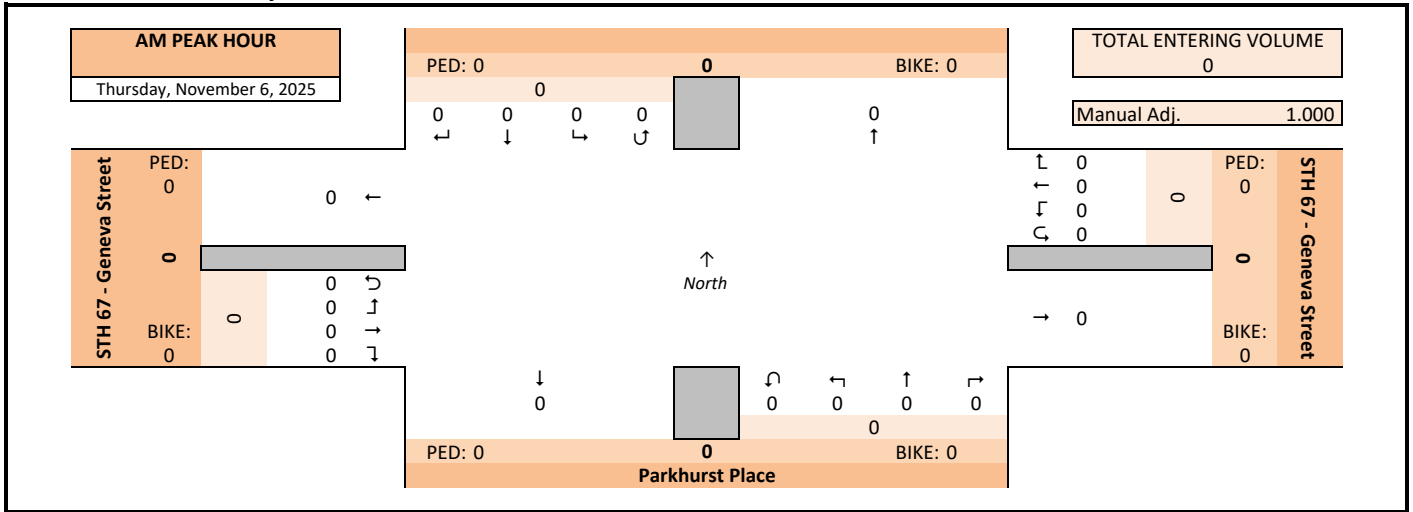 AM PEAK HOUR
Thursday, November 6, 2025
TOTAL ENTERING VOLUME
0
Manual Adj. 1.000
PED: 0 0 BIKE: 0
0
0 0 0 0
↵ ↓ ↳ ↺
0
↑
STH 67 - Geneva Street
PED:
0
0
BIKE:
0
0 ←
0
0 ⮌
0 ↰
0 →
0 ↴
↑
North
↱ 0
← 0
↲ 0
⮎ 0
0
→ 0
PED:
0
0
BIKE:
0
STH 67 - Geneva Street
↓
0
↶ ↰ ↑ ↱
0 0 0 0
0
PED: 0 0 BIKE: 0
Parkhurst Place